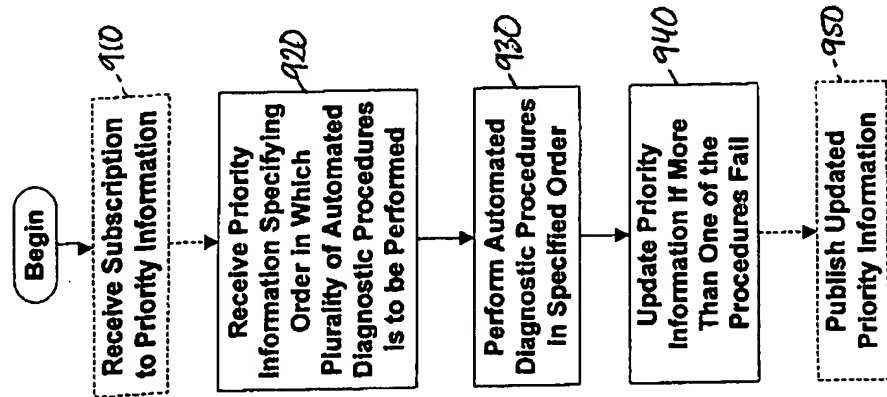 Begin
910
Receive Subscription
to Priority Information
920
Receive Priority
Information Specifying
Order in Which
Plurality of Automated
Diagnostic Procedures
is to be Performed
930
Perform Automated
Diagnostic Procedures
in Specified Order
940
Update Priority
Information If More
Than One of the
Procedures Fail
950
Publish Updated
Priority Information